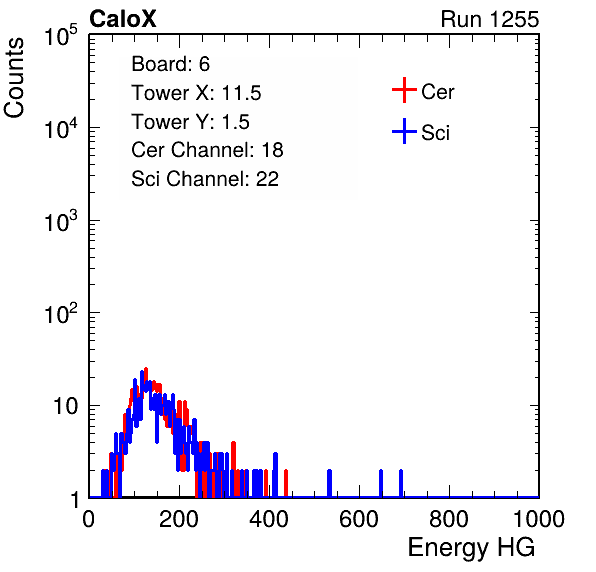 CaloX Run 1255
Counts
10^5
10^4
10^3
10^2
10
1
Board: 6
Tower X: 11.5
Tower Y: 1.5
Cer Channel: 18
Sci Channel: 22
Cer
Sci
0 200 400 600 800 1000
Energy HG